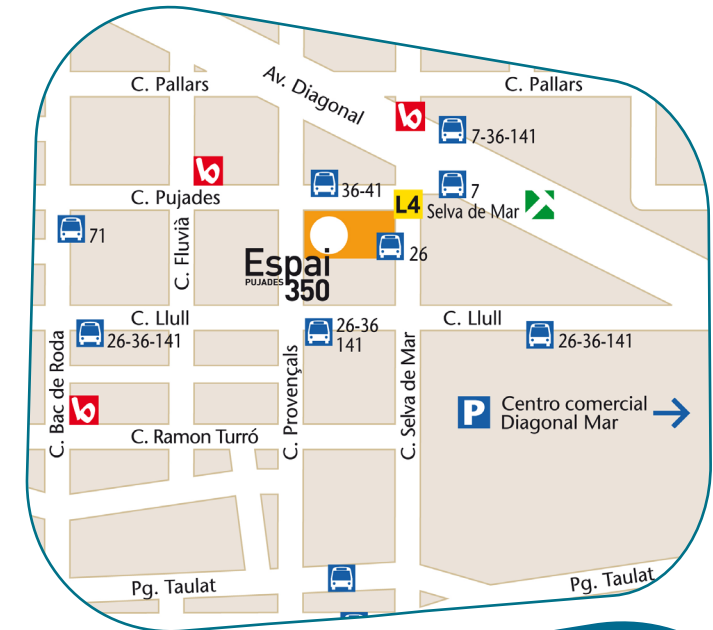 C. Pallars
Av. Diagonal
C. Pallars
b
7-36-141
b
36-41
7
C. Pujades
L4
Selva de Mar
71
C. Fluvià
26
Espai
PUJADES 350
C. Llull
C. Llull
26-36-141
26-36
141
26-36-141
C. Bac de Roda
C. Provençals
C. Selva de Mar
b
P
Centro comercial
Diagonal Mar
C. Ramon Turró
Pg. Taulat
Pg. Taulat